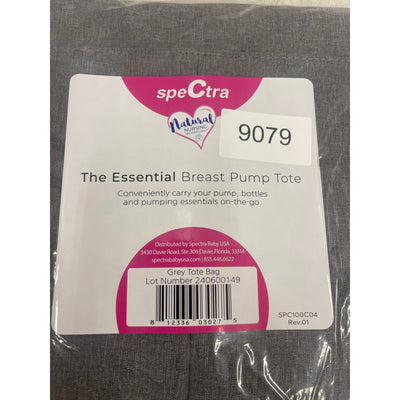 speCtra
Natural
NURSING
9079
The Essential Breast Pump Tote
Conveniently carry your pump, bottles
and pumping essentials on-the-go.
Distributed by Spectra Baby USA
3430 Davie Road, Ste.306 Davie, Florida, 33314
spectrababyusa.com | 855.446.6622
Grey Tote Bag
Lot Number 240600149
8 12336 03027 5
SPC100C04
Rev.01